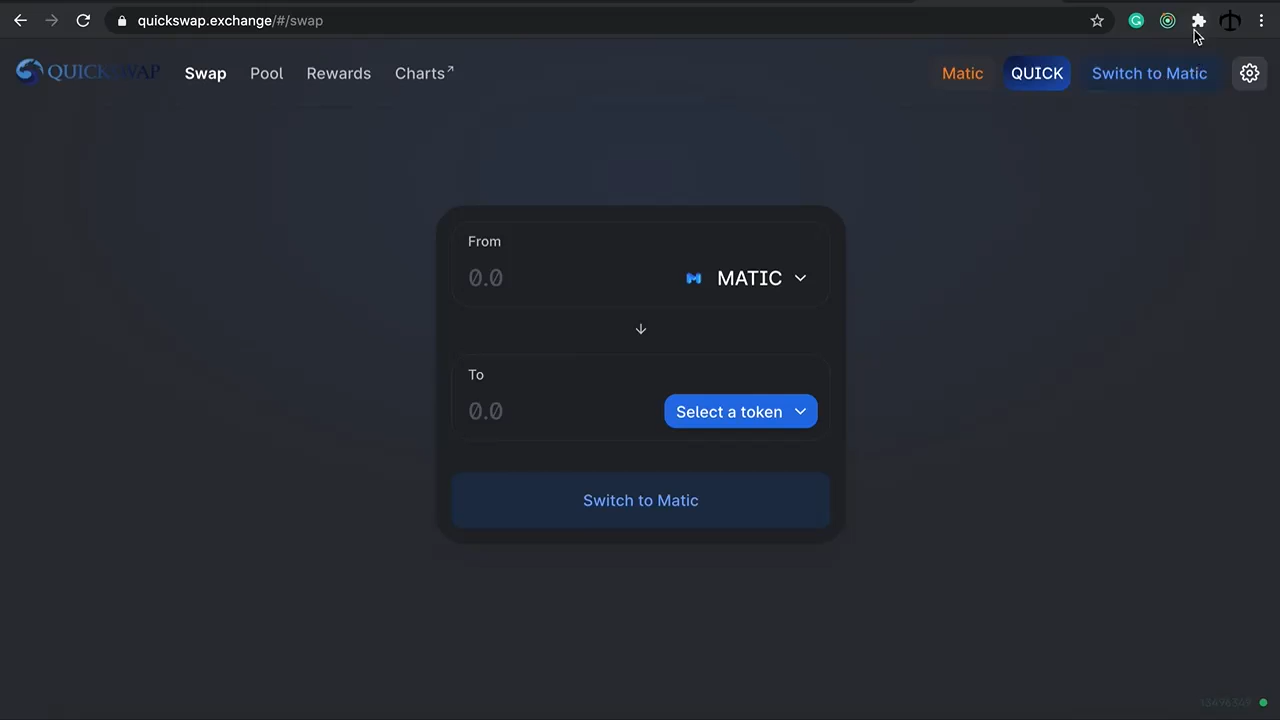 quickswap.exchange/#/swap
QUICKSWAP
Swap
Pool
Rewards
Charts↗
Matic
QUICK
Switch to Matic
From
0.0
MATIC
To
0.0
Select a token
Switch to Matic